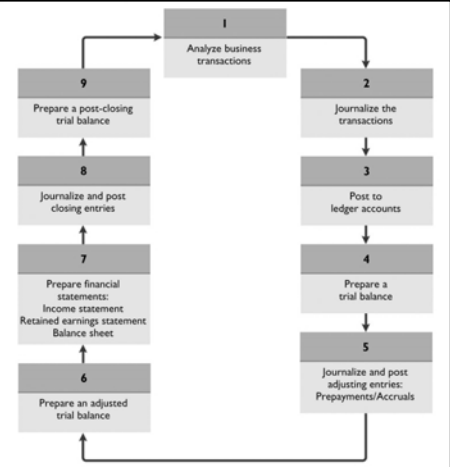 1
Analyze business
transactions
2
Journalize the
transactions
3
Post to
ledger accounts
4
Prepare a
trial balance
5
Journalize and post
adjusting entries:
Prepayments/Accruals
6
Prepare an adjusted
trial balance
7
Prepare financial
statements:
Income statement
Retained earnings statement
Balance sheet
8
Journalize and post
closing entries
9
Prepare a post-closing
trial balance